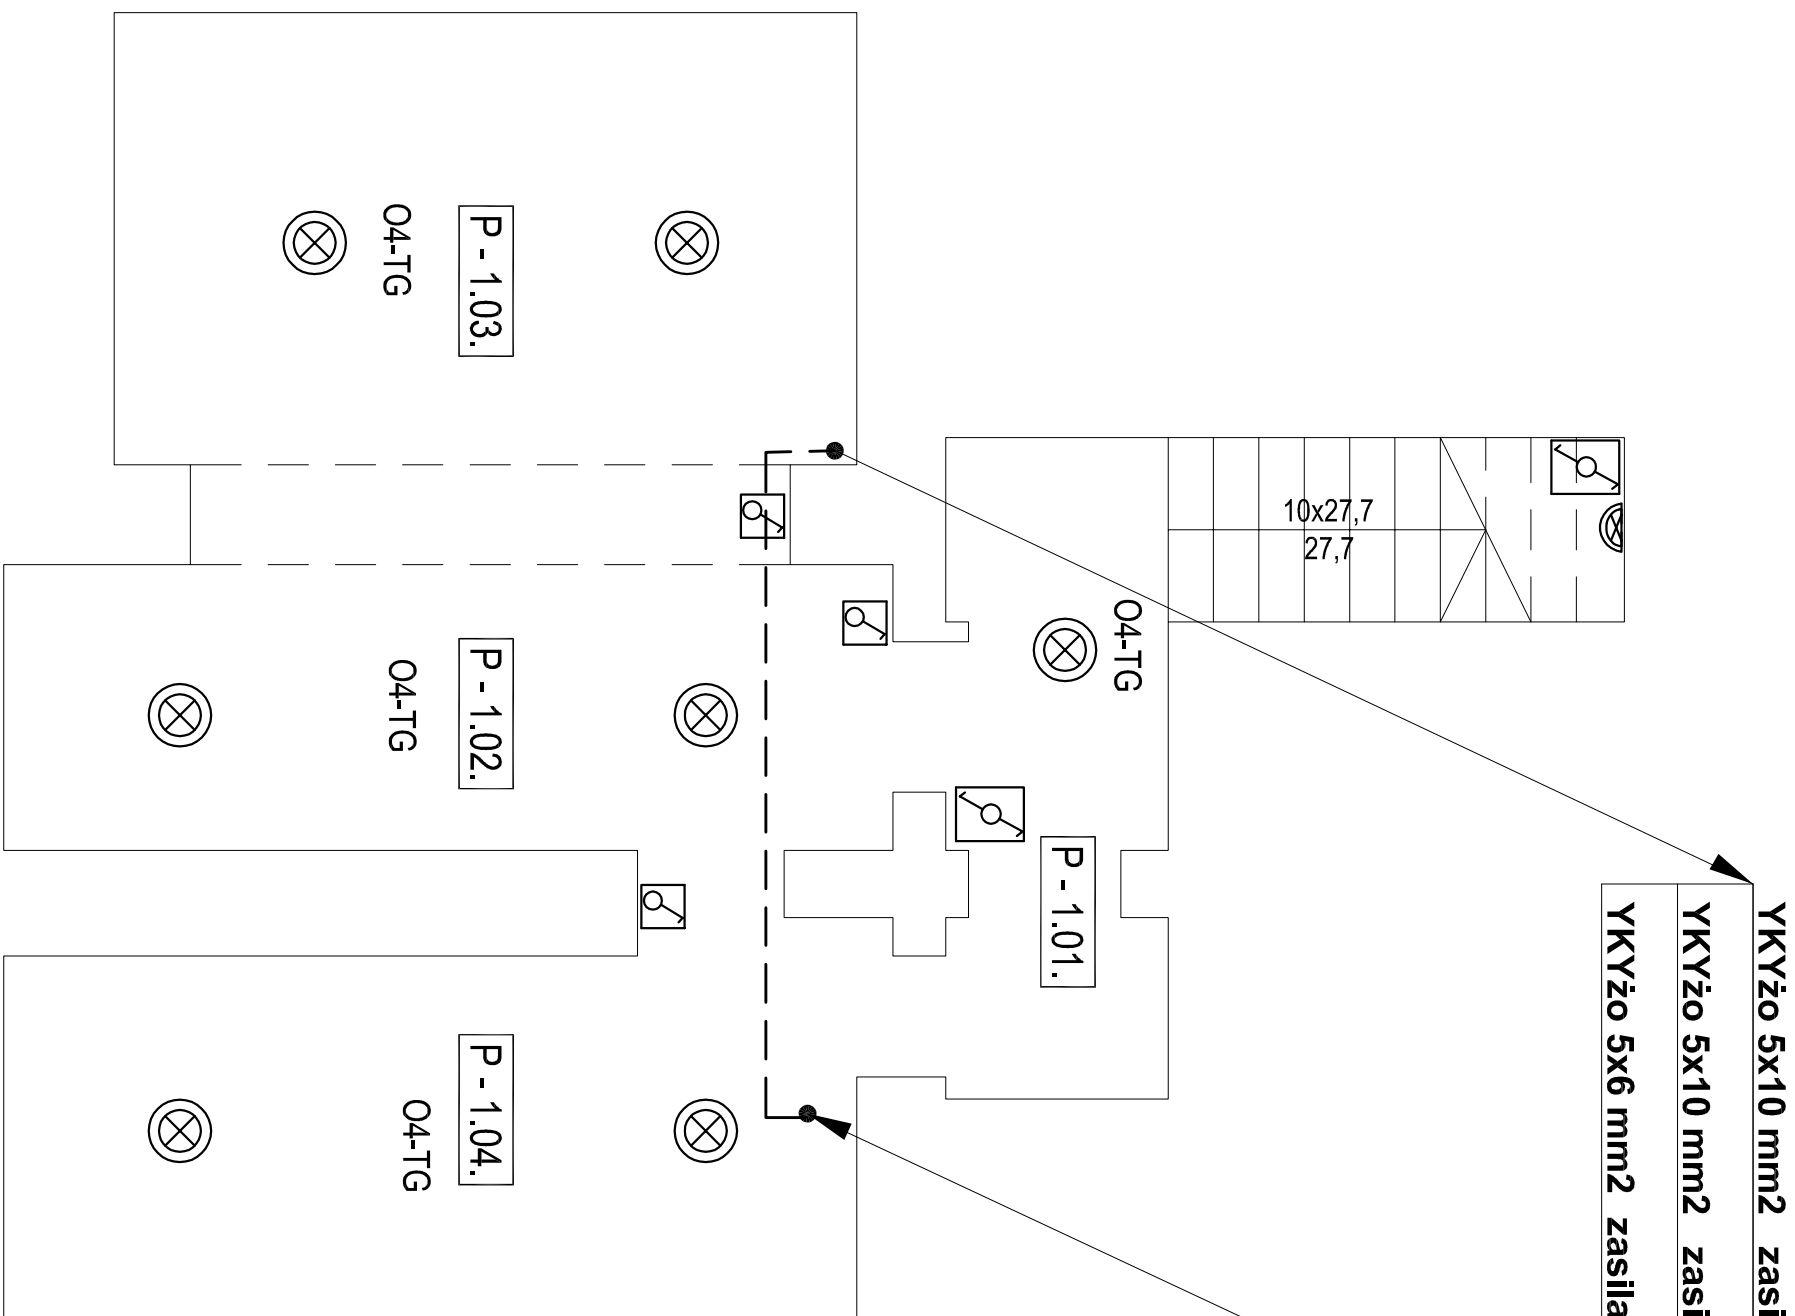 YKYżo 5x10 mm2 zasi
YKYżo 5x10 mm2 zasi
YKYżo 5x6 mm2 zasila
10x27,7
27,7
O4-TG
P - 1.01.
P - 1.03.
O4-TG
P - 1.02.
O4-TG
P - 1.04.
O4-TG